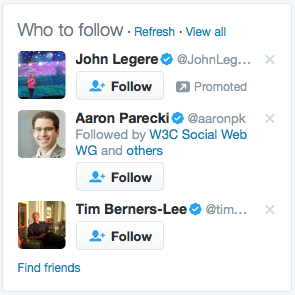 Who to follow · Refresh · View all
John Legere @JohnLeg...
Follow Promoted
Aaron Parecki @aaronpk
Followed by W3C Social Web
WG and others
Follow
Tim Berners-Lee @tim...
Follow
Find friends